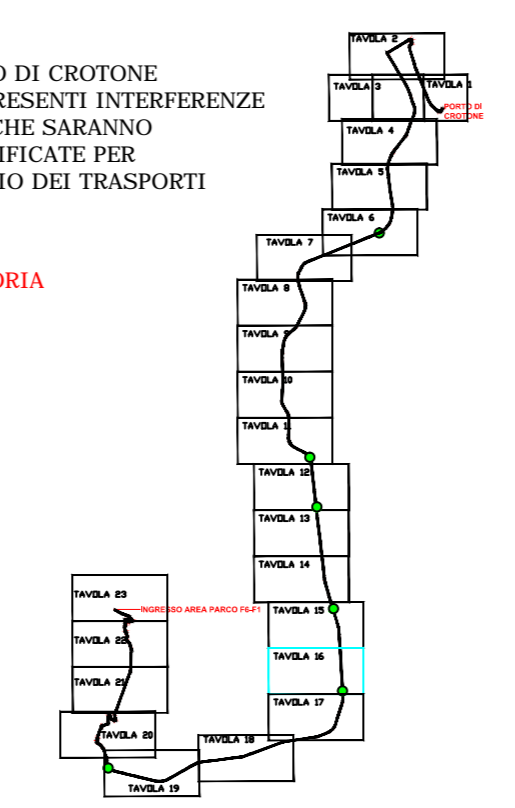 O DI CROTONE
RESENTI INTERFERENZE
CHE SARANNO
IFICATE PER
IO DEI TRASPORTI
ORIA
TAVOLA 2
TAVOLA 3
TAVOLA 1
PORTO DI
CROTONE
TAVOLA 4
TAVOLA 5
TAVOLA 6
TAVOLA 7
TAVOLA 8
TAVOLA 9
TAVOLA 10
TAVOLA 11
TAVOLA 12
TAVOLA 13
TAVOLA 14
TAVOLA 23
INGRESSO AREA PARCO F6-F1
TAVOLA 15
TAVOLA 22
TAVOLA 16
TAVOLA 21
TAVOLA 17
TAVOLA 20
TAVOLA 18
TAVOLA 19